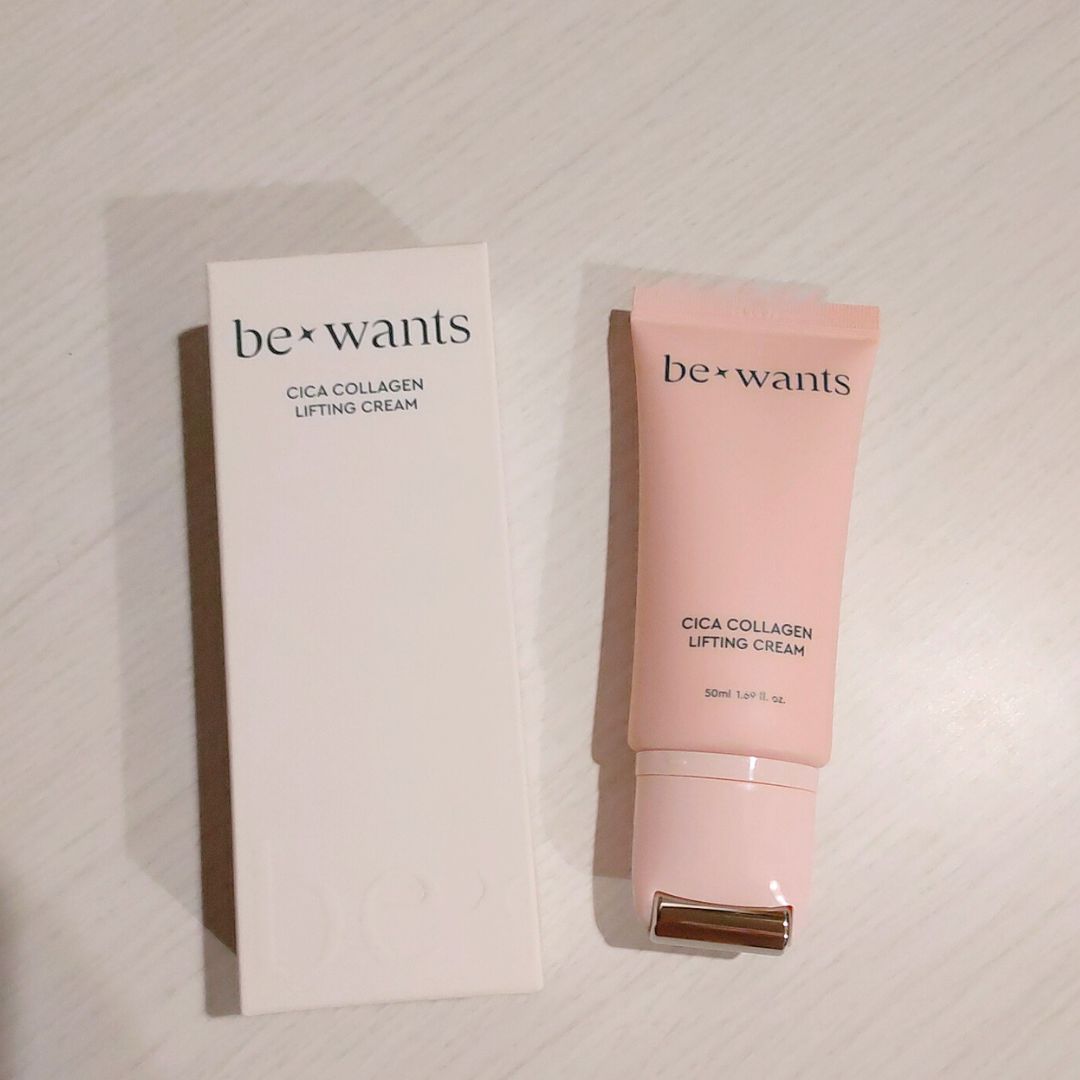 be✦wants
CICA COLLAGEN
LIFTING CREAM
be✦wants
CICA COLLAGEN
LIFTING CREAM
50ml 1.69 fl. oz.